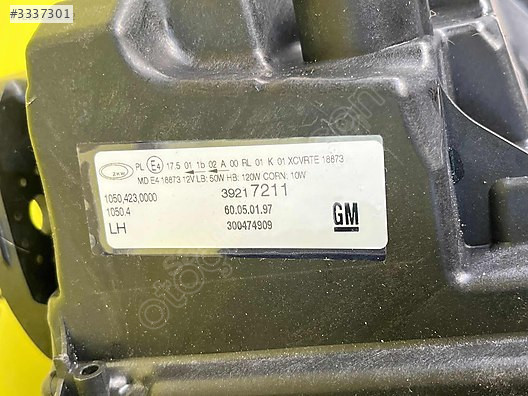 #3337301
PL E4 17.5 01 1b 02 A 00 RL 01 K 01 XCVRTE 18873
MD E4 18873 12V LB: 50W HB: 120W CORN: 10W
1050,423,0000 39217211
1050.4 60.05.01.97
LH 300474909 GM